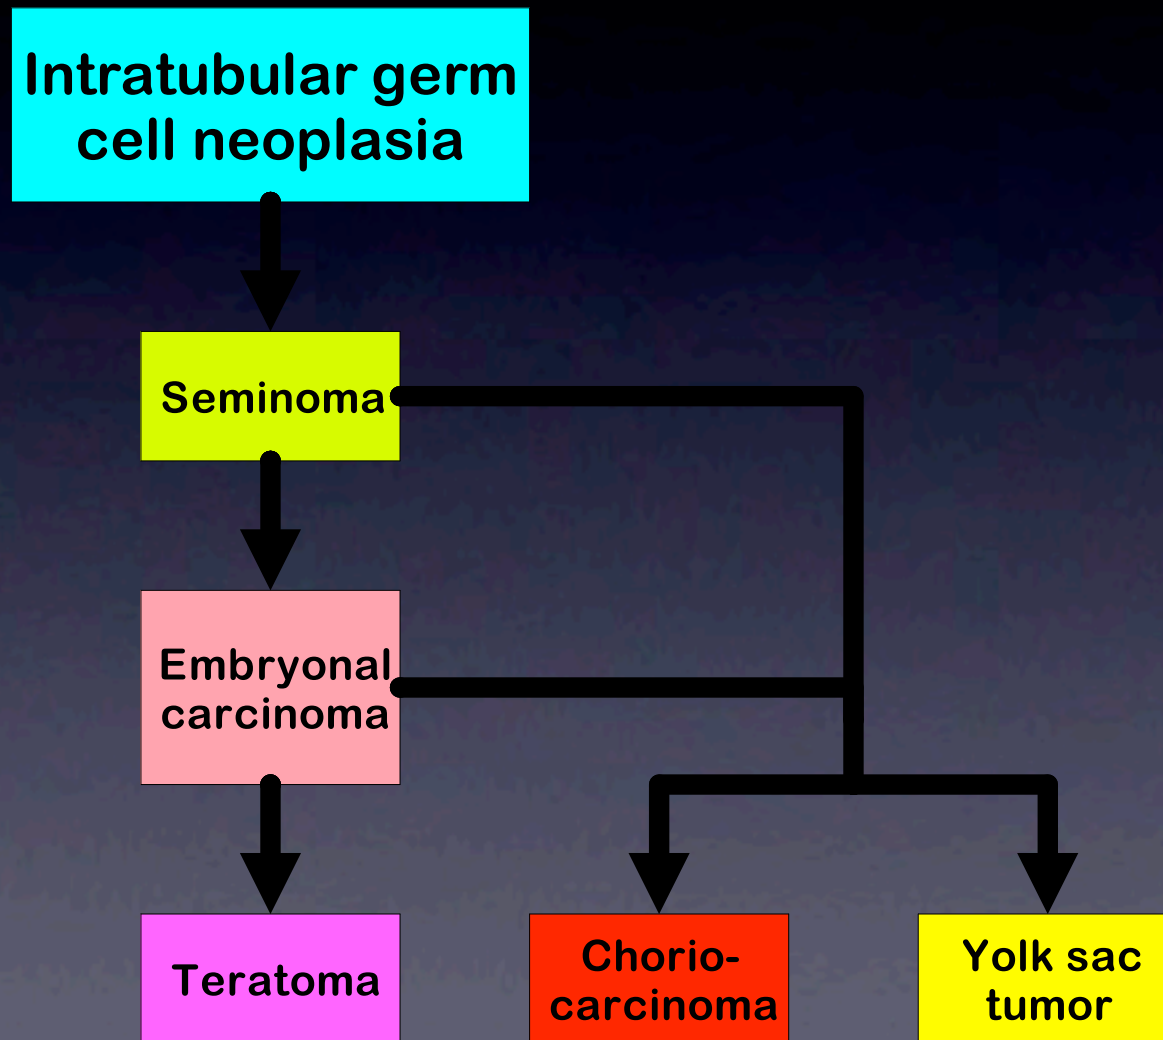 Intratubular germ
cell neoplasia
Seminoma
Embryonal
carcinoma
Teratoma
Chorio-
carcinoma
Yolk sac
tumor